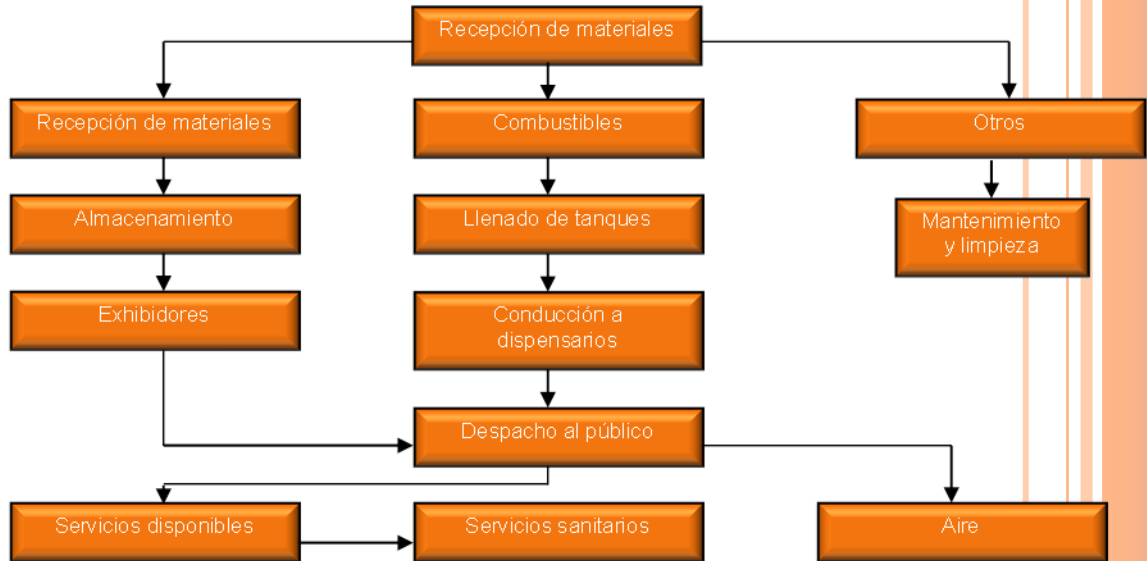 Recepción de materiales
Recepción de materiales
Combustibles
Otros
Almacenamiento
Llenado de tanques
Mantenimiento
y limpieza
Exhibidores
Conducción a
dispensarios
Despacho al público
Servicios disponibles
Servicios sanitarios
Aire